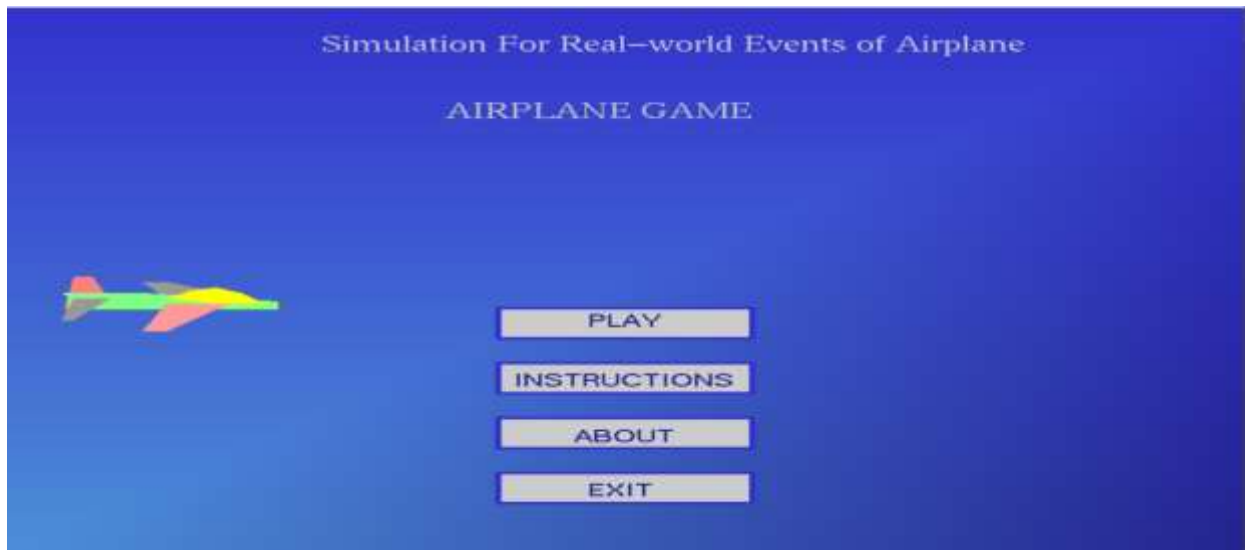 Simulation For Real-world Events of Airplane
AIRPLANE GAME
PLAY
INSTRUCTIONS
ABOUT
EXIT